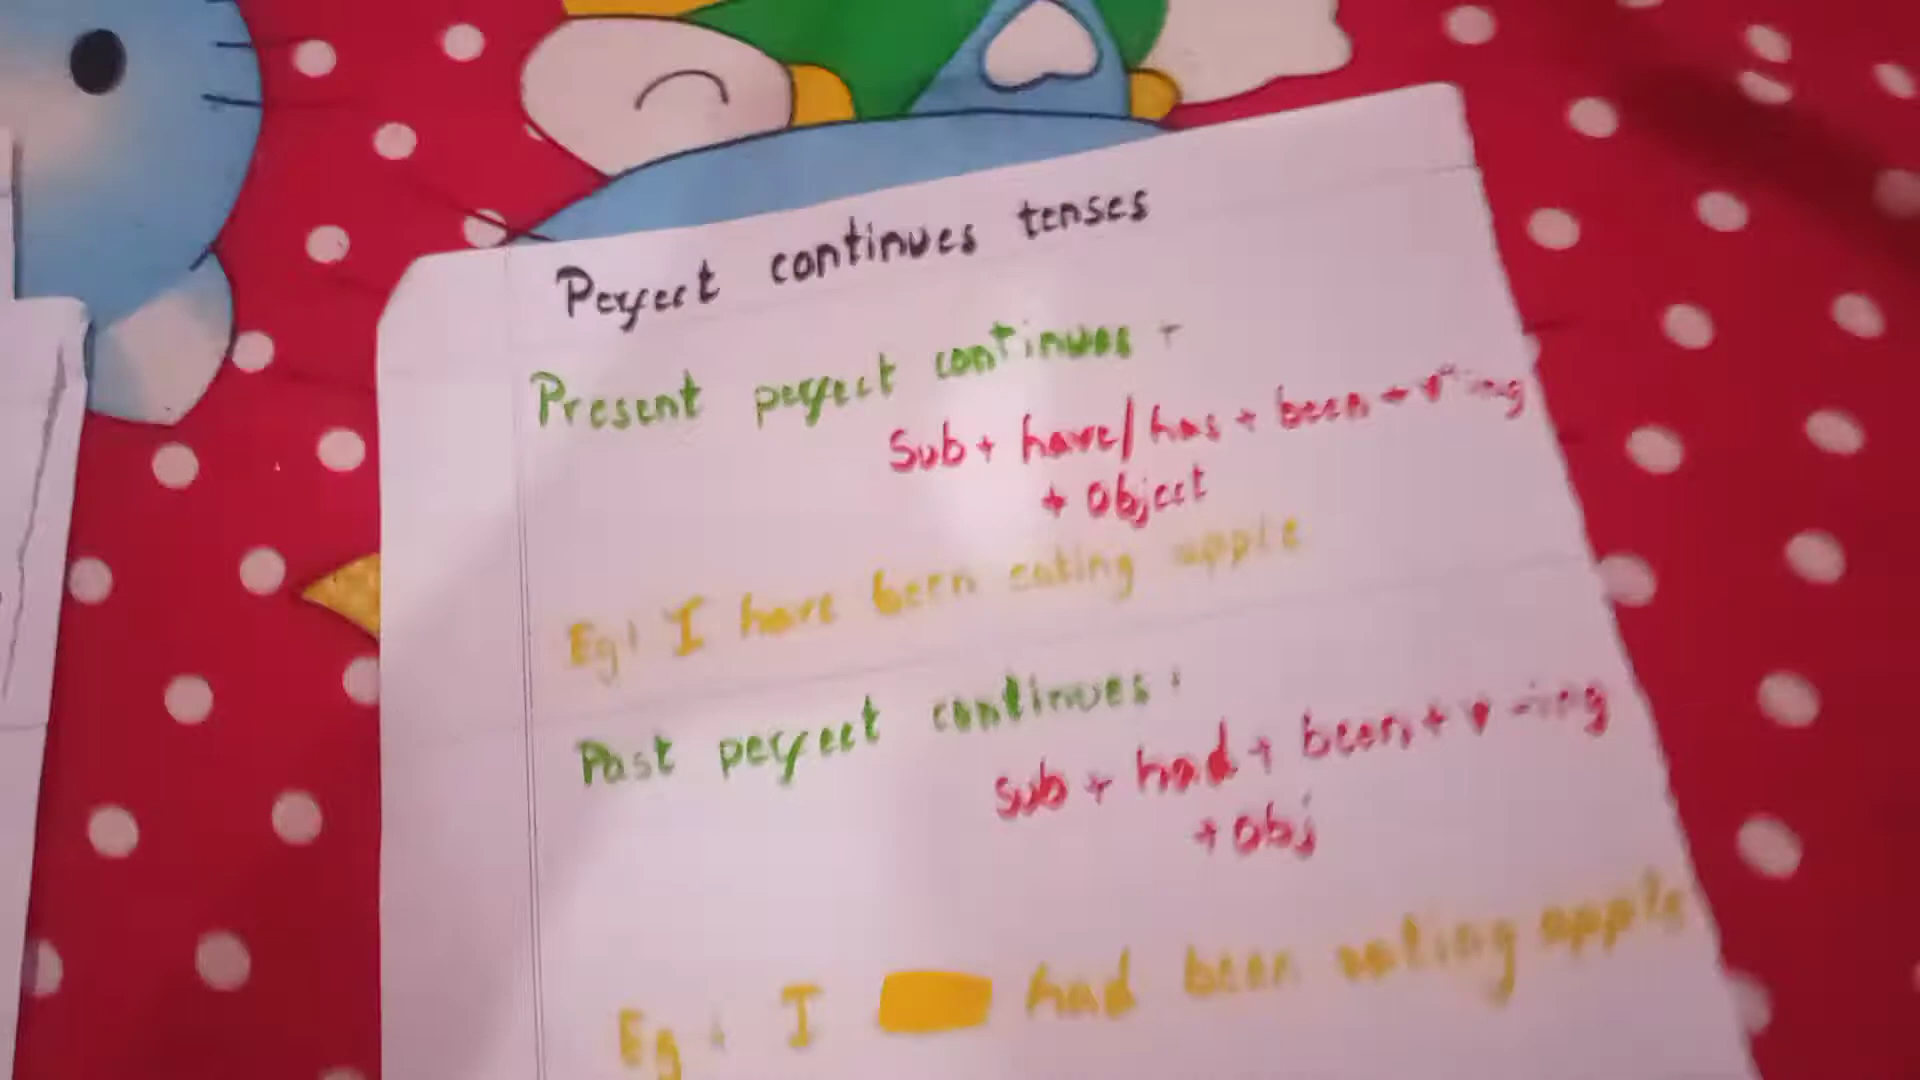 Perfect continues tenses
Present perfect continues -
Sub + have/has + been + v-ing
+ object
Eg: I have been eating apple
Past perfect continues:
Sub + had + been + v-ing
+ obj
Eg: I had been eating apple